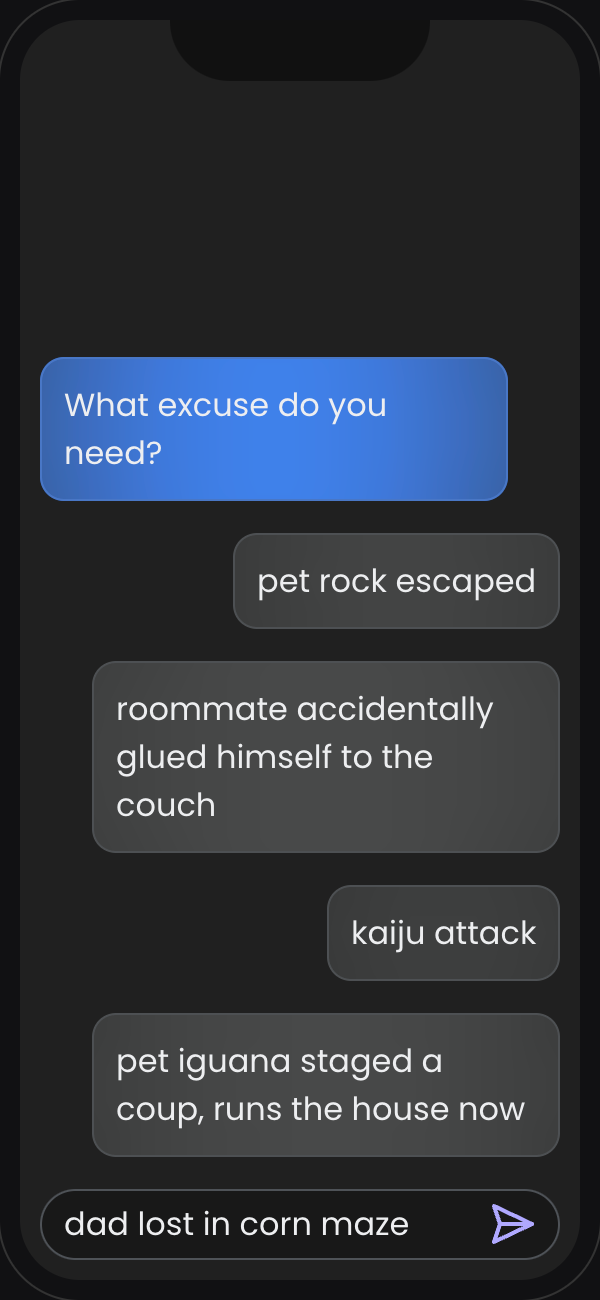 What excuse do you
need?
pet rock escaped
roommate accidentally
glued himself to the
couch
kaiju attack
pet iguana staged a
coup, runs the house now
dad lost in corn maze